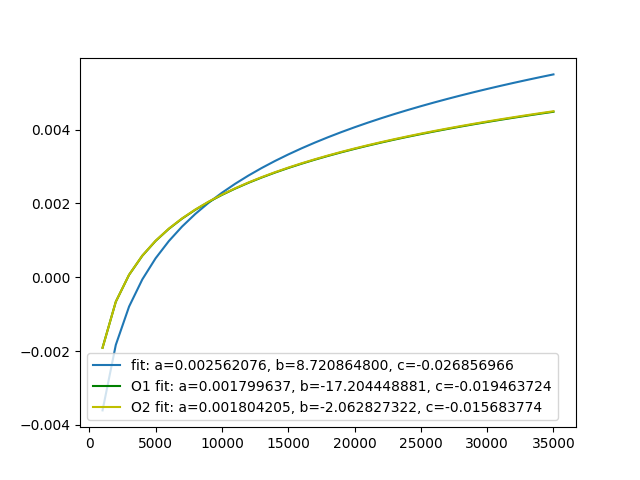 0.004
0.002
0.000
−0.002
−0.004
fit: a=0.002562076, b=8.720864800, c=-0.026856966
O1 fit: a=0.001799637, b=-17.204448881, c=-0.019463724
O2 fit: a=0.001804205, b=-2.062827322, c=-0.015683774
0 5000 10000 15000 20000 25000 30000 35000